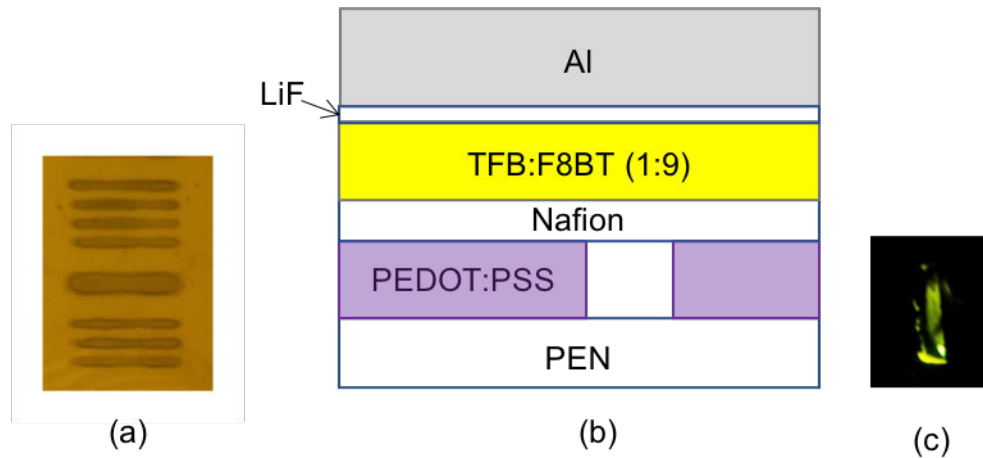 Al
LiF
TFB:F8BT (1:9)
Nafion
PEDOT:PSS
PEN
(a)
(b)
(c)